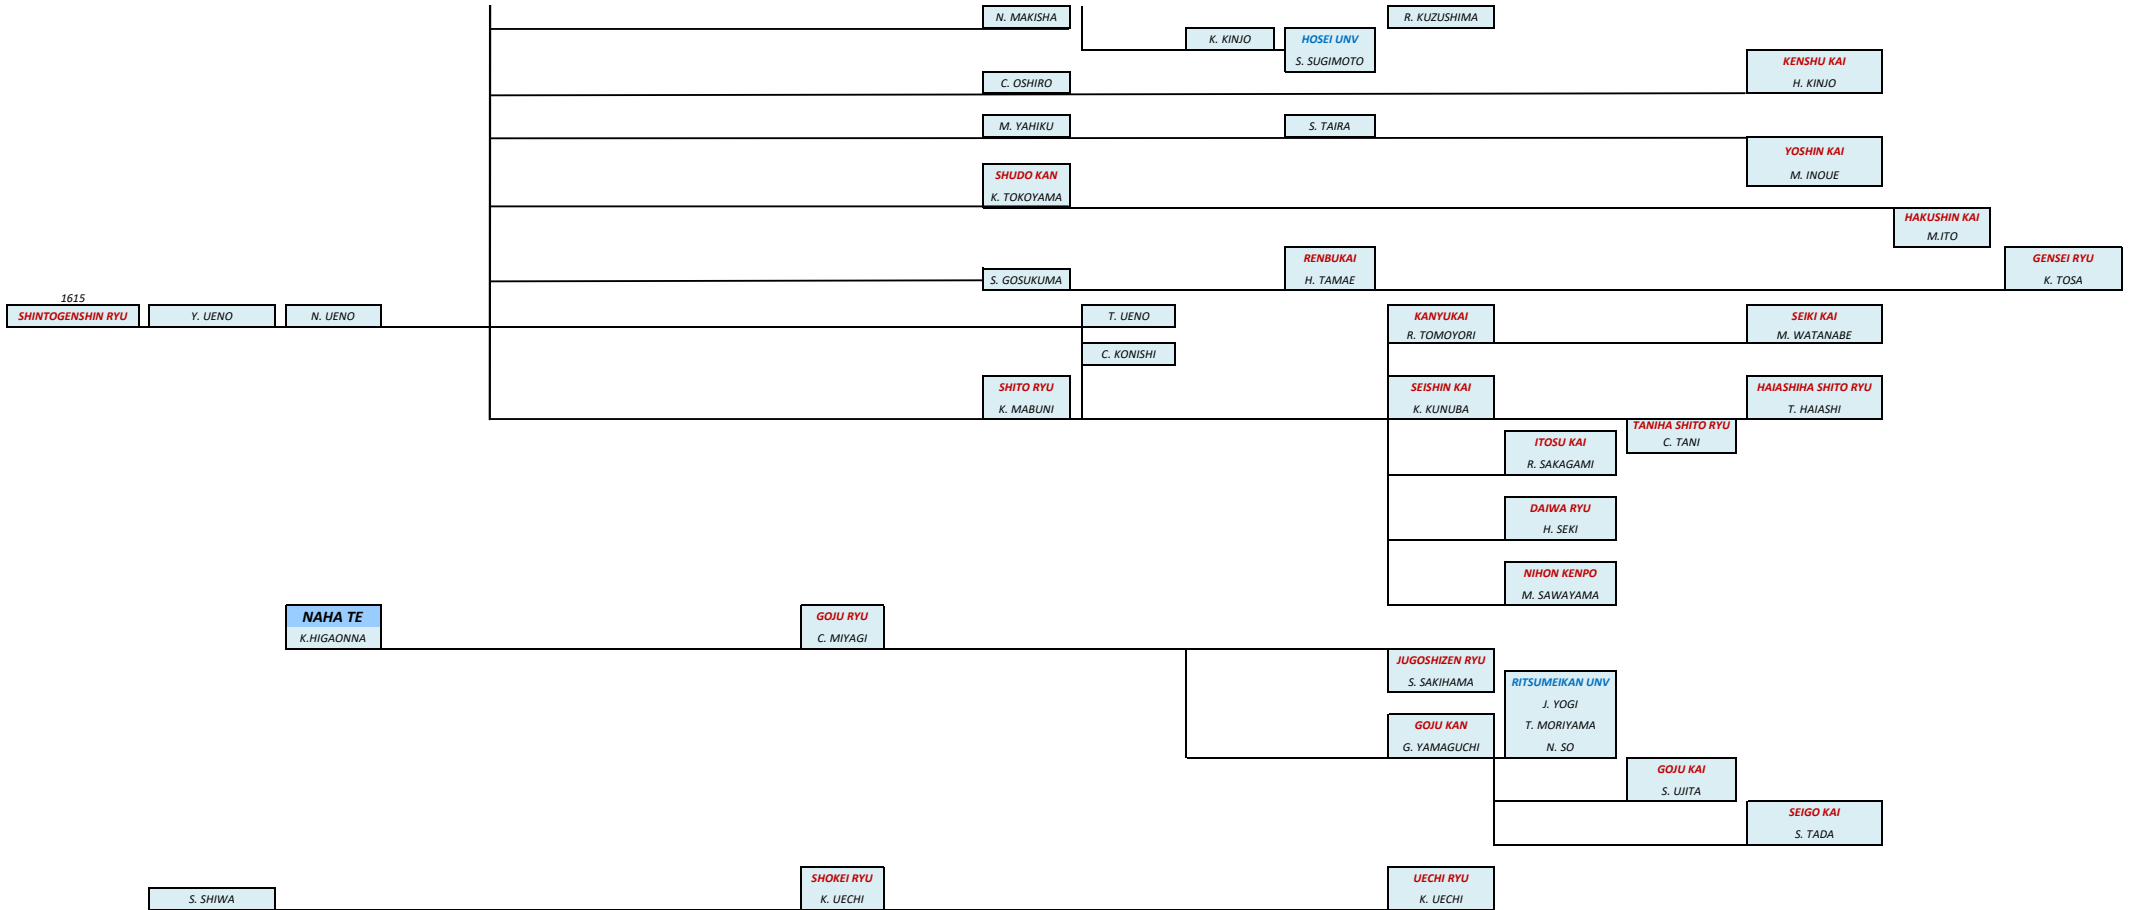 N. MAKISHA
R. KUZUSHIMA
K. KINJO
HOSEI UNV
S. SUGIMOTO
KENSHU KAI
H. KINJO
C. OSHIRO
M. YAHIKU
S. TAIRA
YOSHIN KAI
M. INOUE
SHUDO KAN
K. TOKOYAMA
HAKUSHIN KAI
M.ITO
RENBUKAI
H. TAMAE
GENSEI RYU
K. TOSA
S. GOSUKUMA
1615
SHINTOGENSHIN RYU
Y. UENO
N. UENO
T. UENO
KANYUKAI
R. TOMOYORI
SEIKI KAI
M. WATANABE
C. KONISHI
SHITO RYU
K. MABUNI
SEISHIN KAI
K. KUNUBA
HAIASHIHA SHITO RYU
T. HAIASHI
TANIHA SHITO RYU
C. TANI
ITOSU KAI
R. SAKAGAMI
DAIWA RYU
H. SEKI
NIHON KENPO
M. SAWAYAMA
NAHA TE
K.HIGAONNA
GOJU RYU
C. MIYAGI
JUGOSHIZEN RYU
S. SAKIHAMA
RITSUMEIKAN UNV
J. YOGI
T. MORIYAMA
N. SO
GOJU KAN
G. YAMAGUCHI
GOJU KAI
S. UJITA
SEIGO KAI
S. TADA
S. SHIWA
SHOKEI RYU
K. UECHI
UECHI RYU
K. UECHI